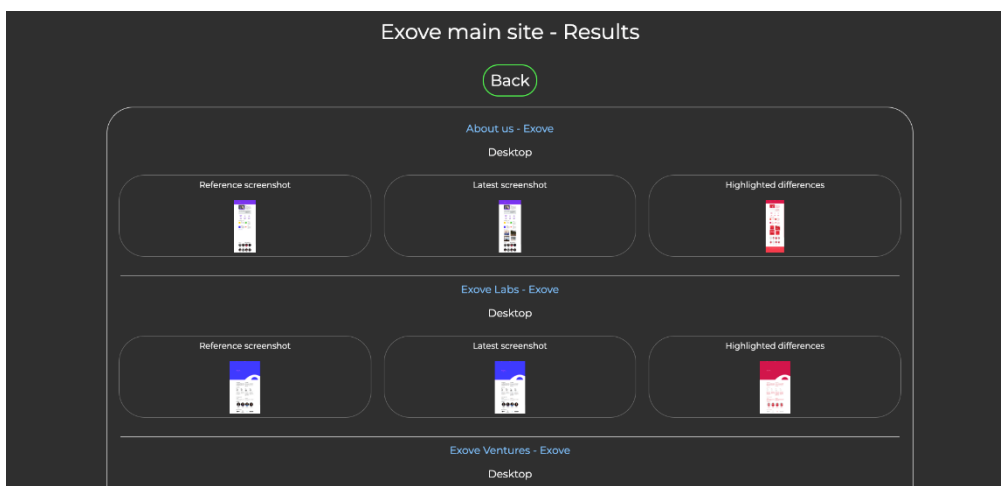 Exove main site - Results
Back
About us - Exove
Desktop
Reference screenshot
Latest screenshot
Highlighted differences
Exove Labs - Exove
Desktop
Reference screenshot
Latest screenshot
Highlighted differences
Exove Ventures - Exove
Desktop